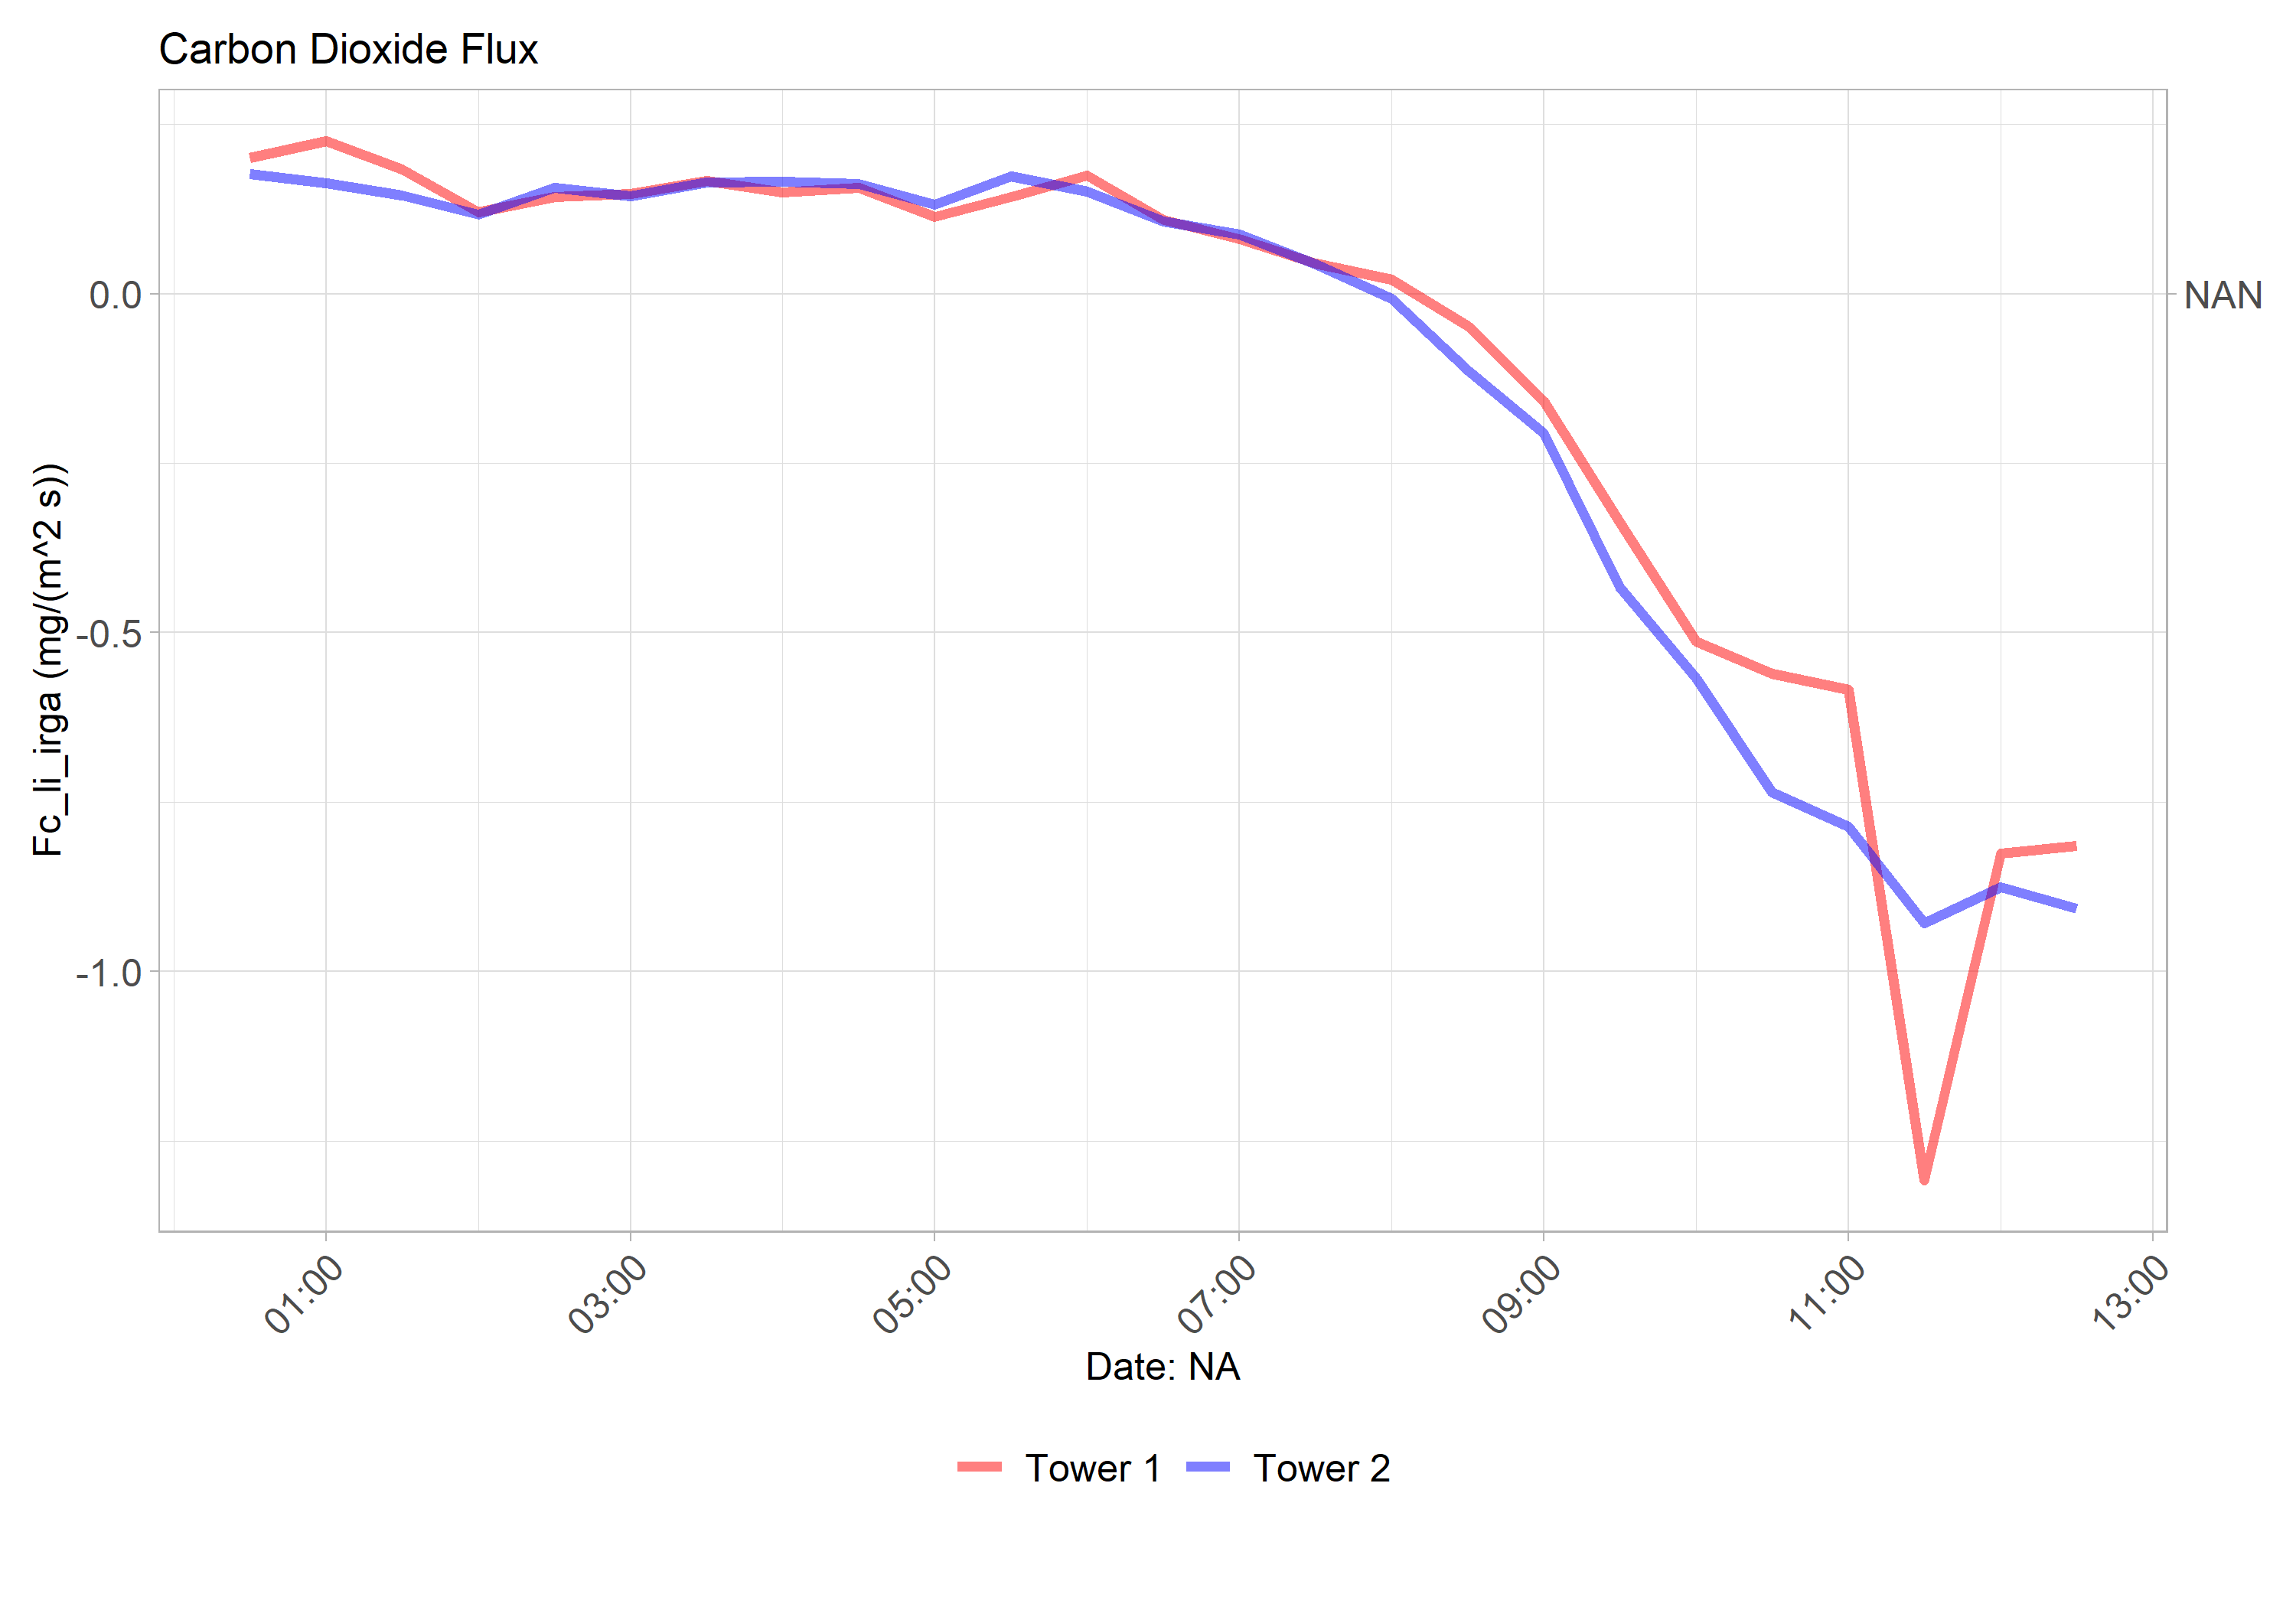 Carbon Dioxide Flux
Fc_li_irga (mg/(m^2 s))
0.0
-0.5
-1.0
NAN
01:00
03:00
05:00
07:00
09:00
11:00
13:00
Date: NA
Tower 1
Tower 2